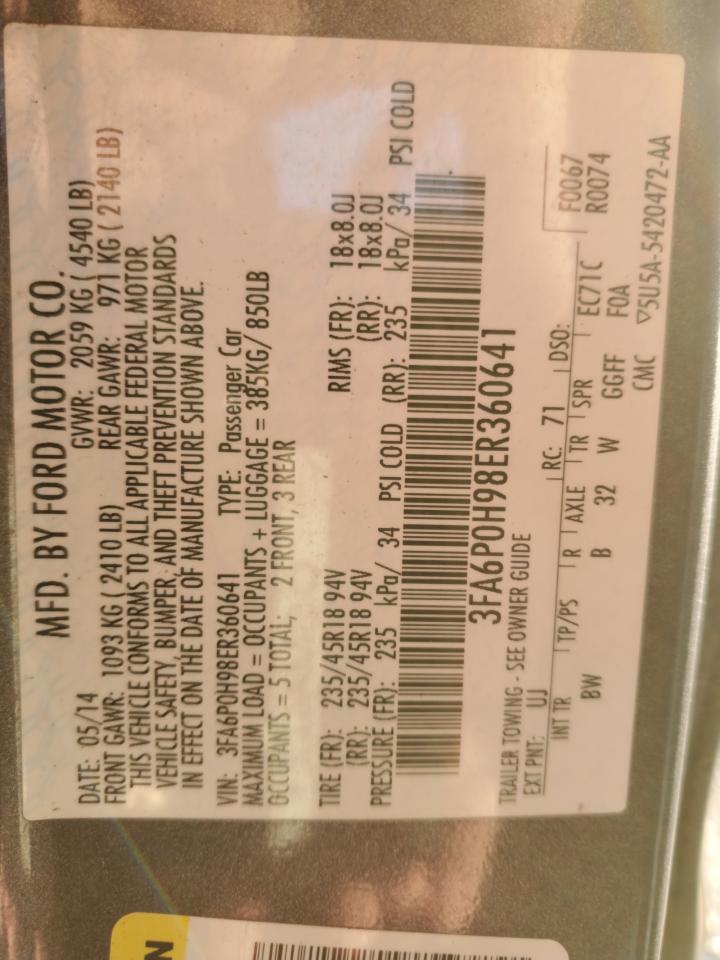 MFD. BY FORD MOTOR CO.
DATE: 05/14 GVWR: 2059 KG ( 4540 LB)
FRONT GAWR: 1093 KG ( 2410 LB) REAR GAWR: 971 KG ( 2140 LB)
THIS VEHICLE CONFORMS TO ALL APPLICABLE FEDERAL MOTOR
VEHICLE SAFETY, BUMPER, AND THEFT PREVENTION STANDARDS
IN EFFECT ON THE DATE OF MANUFACTURE SHOWN ABOVE.
VIN: 3FA6P0H98ER360641 TYPE: Passenger Car
MAXIMUM LOAD = OCCUPANTS + LUGGAGE = 385KG/ 850LB
OCCUPANTS = 5 TOTAL; 2 FRONT, 3 REAR
TIRE (FR): 235/45R18 94V RIMS (FR): 18x8.0J
(RR): 235/45R18 94V (RR): 18x8.0J
PRESSURE (FR): 235 kPa/ 34 PSI COLD (RR): 235 kPa/ 34 PSI COLD
3FA6P0H98ER360641
TRAILER TOWING - SEE OWNER GUIDE
F0067
EXT PNT: UJ RC: 71 DSO: R0074
INT TR TP/PS R AXLE TR SPR EC71C
BW B 32 W GGFF FOA
CMC ▽5U5A-5420472-AA
N